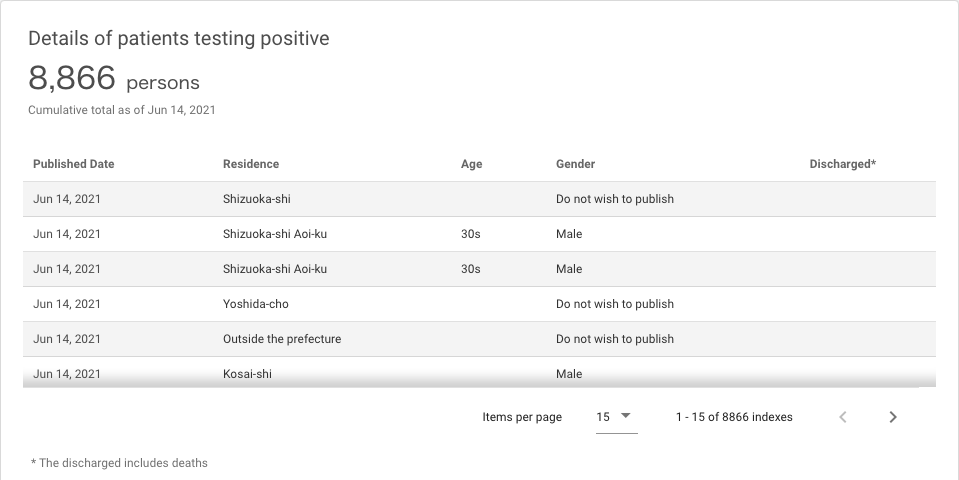 Details of patients testing positive
8,866 persons
Cumulative total as of Jun 14, 2021
Published Date Residence Age Gender Discharged*
Jun 14, 2021 Shizuoka-shi Do not wish to publish
Jun 14, 2021 Shizuoka-shi Aoi-ku 30s Male
Jun 14, 2021 Shizuoka-shi Aoi-ku 30s Male
Jun 14, 2021 Yoshida-cho Do not wish to publish
Jun 14, 2021 Outside the prefecture Do not wish to publish
Jun 14, 2021 Kosai-shi Male
Items per page 15 1 - 15 of 8866 indexes
* The discharged includes deaths